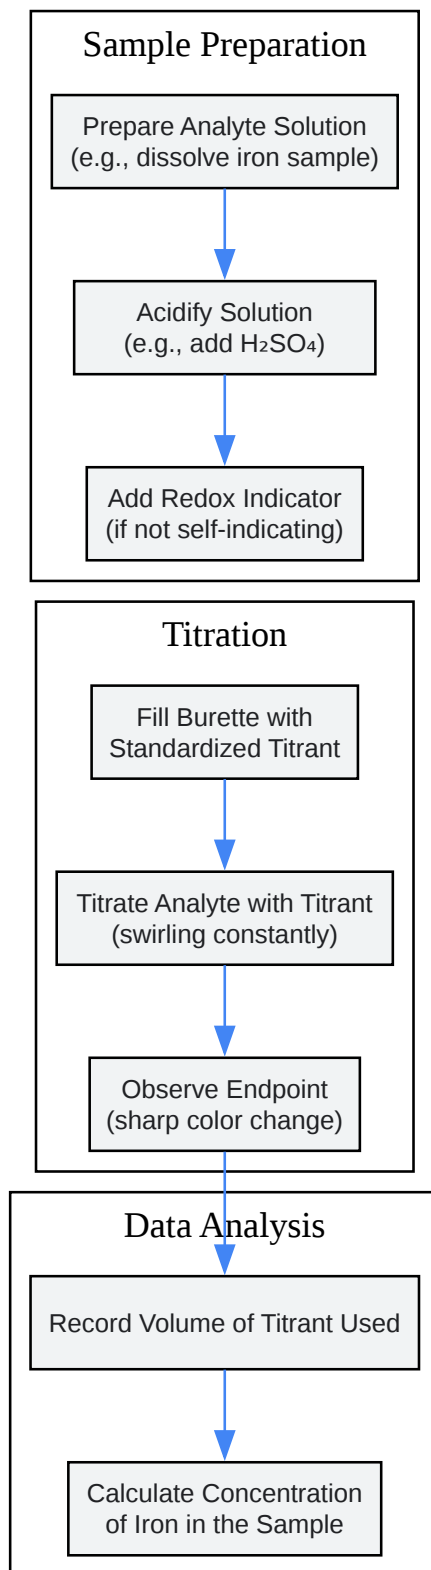 Sample Preparation
Prepare Analyte Solution
(e.g., dissolve iron sample)
Acidify Solution
(e.g., add H₂SO₄)
Add Redox Indicator
(if not self-indicating)
Titration
Fill Burette with
Standardized Titrant
Titrate Analyte with Titrant
(swirling constantly)
Observe Endpoint
(sharp color change)
Data Analysis
Record Volume of Titrant Used
Calculate Concentration
of Iron in the Sample